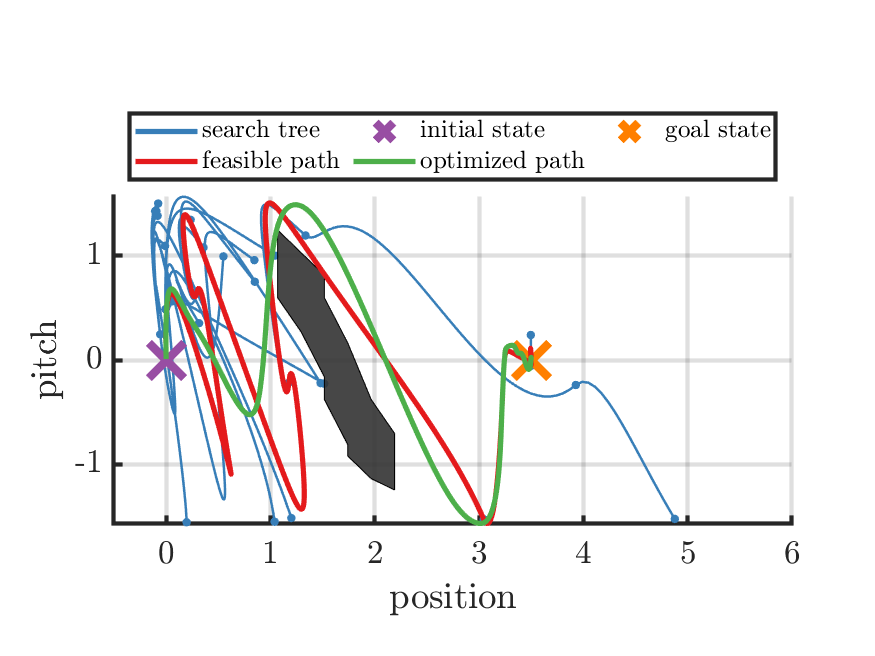 search tree initial state goal state
feasible path optimized path
1
0
-1
pitch
0 1 2 3 4 5 6
position